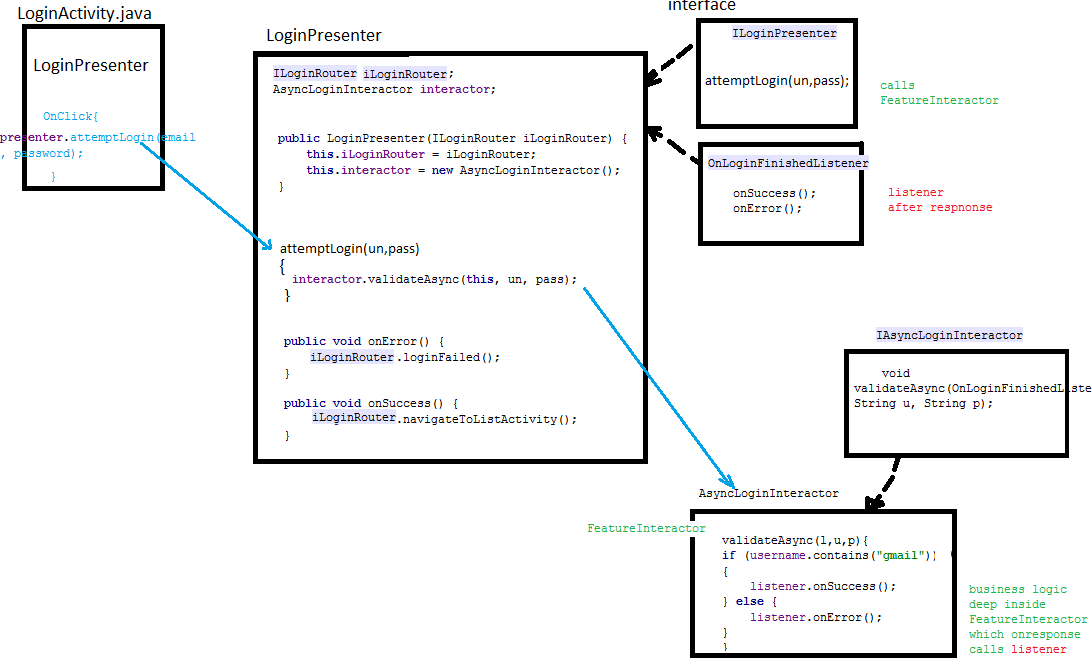 LoginActivity.java
LoginPresenter
OnClick{
presenter.attemptLogin(email
, password);
}
LoginPresenter
ILoginRouter iLoginRouter;
AsyncLoginInteractor interactor;
public LoginPresenter(ILoginRouter iLoginRouter) {
this.iLoginRouter = iLoginRouter;
this.interactor = new AsyncLoginInteractor();
}
attemptLogin(un,pass)
{
interactor.validateAsync(this, un, pass);
}
public void onError() {
iLoginRouter.loginFailed();
}
public void onSuccess() {
iLoginRouter.navigateToListActivity();
}
interface
ILoginPresenter
attemptLogin(un,pass);
calls
FeatureInteractor
OnLoginFinishedListener
onSuccess();
onError();
listener
after respnonse
IAsyncLoginInteractor
void
validateAsync(OnLoginFinishedListe
String u, String p);
AsyncLoginInteractor
FeatureInteractor
validateAsync(l,u,p){
if (username.contains("gmail"))
{
listener.onSuccess();
} else {
listener.onError();
}
}
business logic
deep inside
FeatureInteractor
which onresponse
calls listener